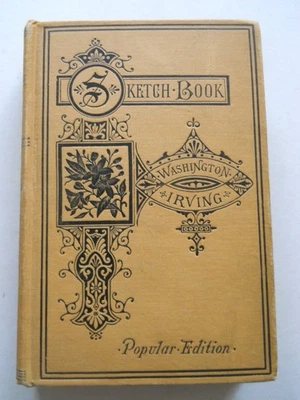 SKETCH·BOOK
WASHINGTON
IRVING
·Popular·Edition·